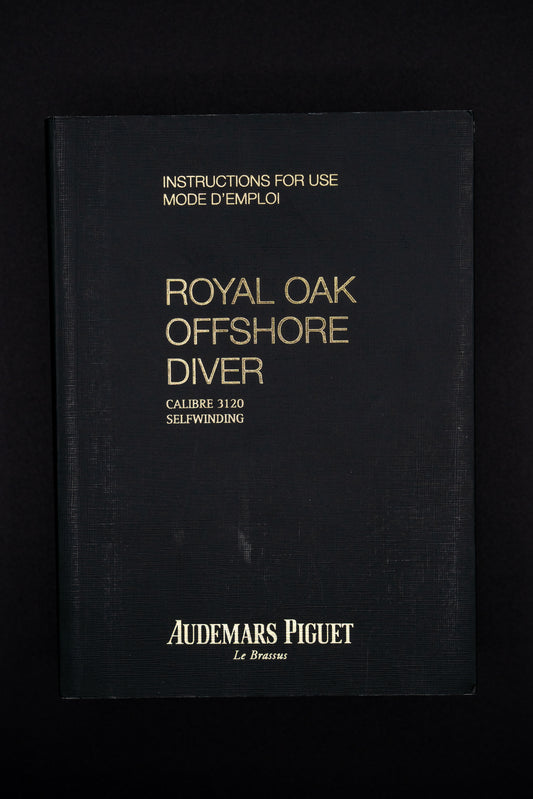 INSTRUCTIONS FOR USE
MODE D'EMPLOI
ROYAL OAK
OFFSHORE
DIVER
CALIBRE 3120
SELFWINDING
AUDEMARS PIGUET
Le Brassus